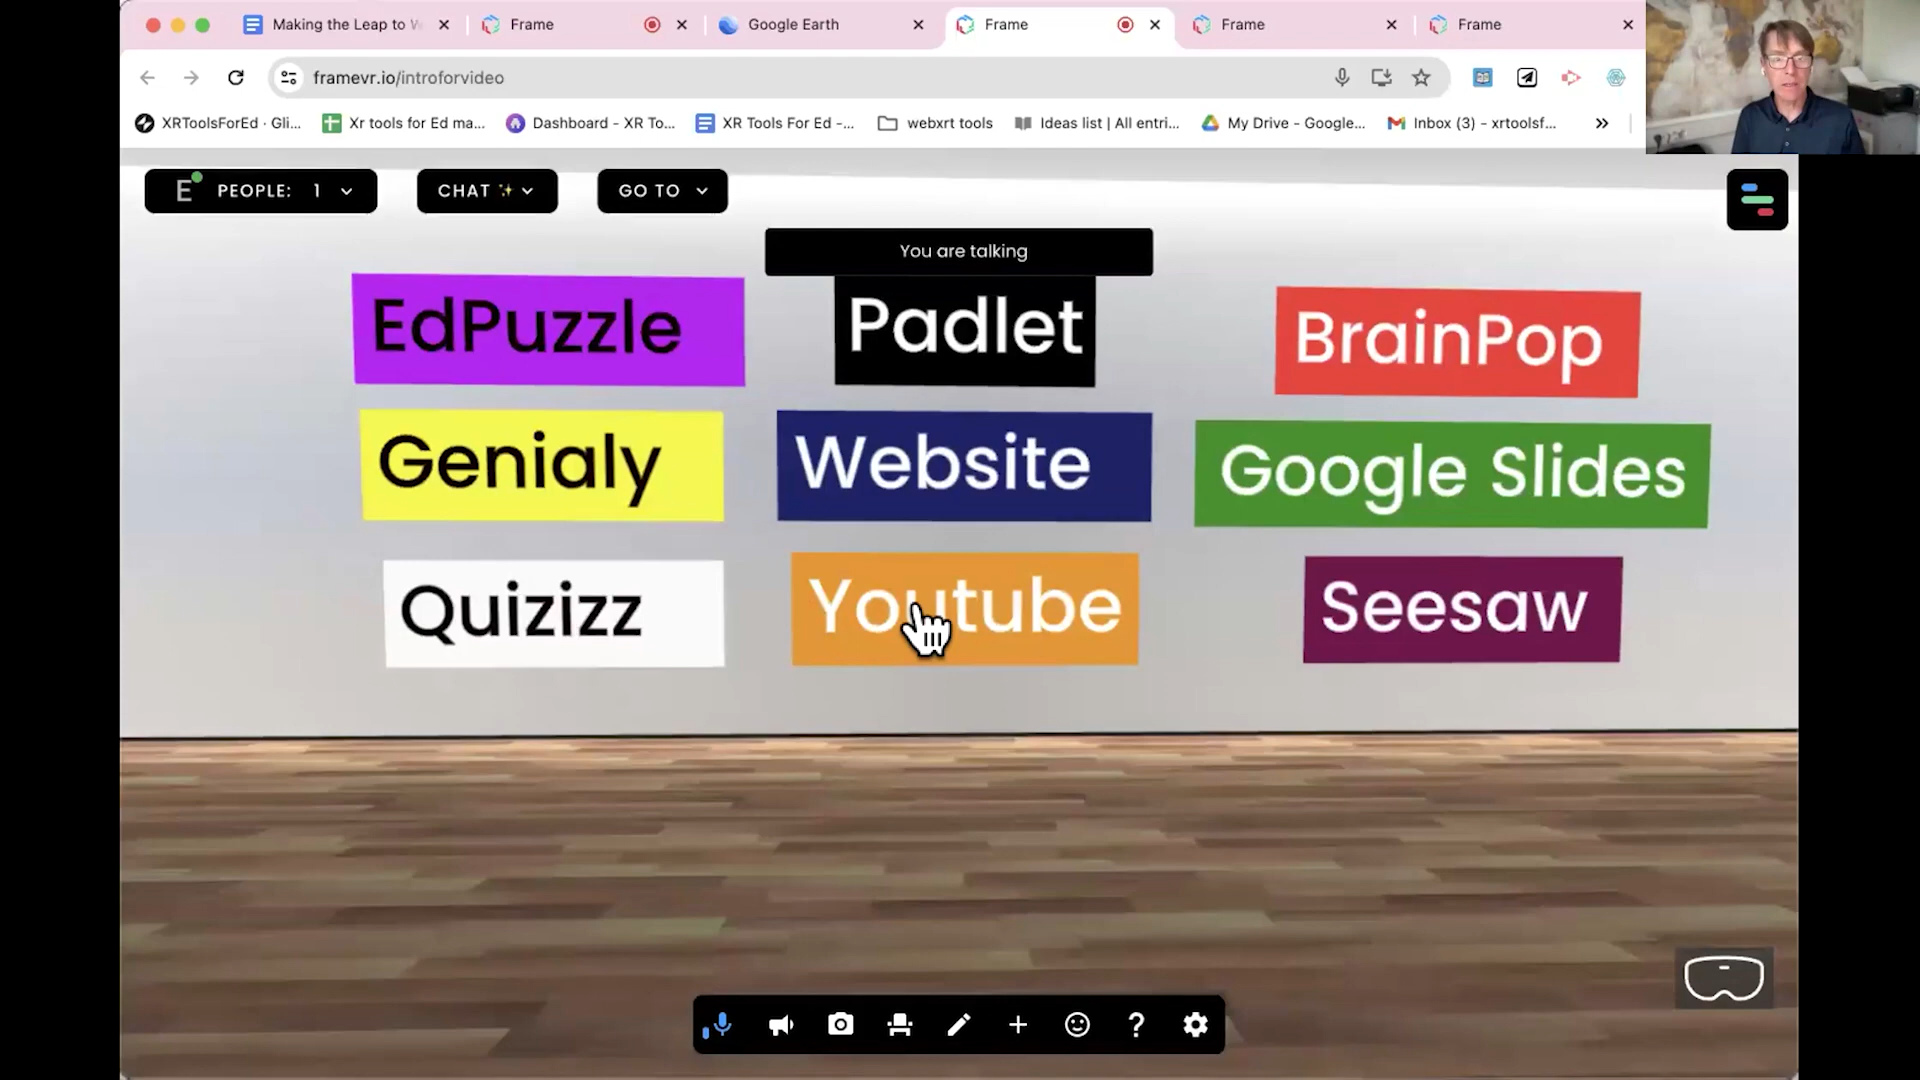 Making the Leap to W
Frame
Google Earth
Frame
Frame
Frame
framevr.io/introforvideo
XRToolsForEd · Gli...
Xr tools for Ed ma...
Dashboard - XR To...
XR Tools For Ed -...
webxrt tools
Ideas list | All entri...
My Drive - Google...
Inbox (3) - xrtoolsf...
E PEOPLE: 1
CHAT
GO TO
You are talking
EdPuzzle
Padlet
BrainPop
Genialy
Website
Google Slides
Quizizz
Youtube
Seesaw